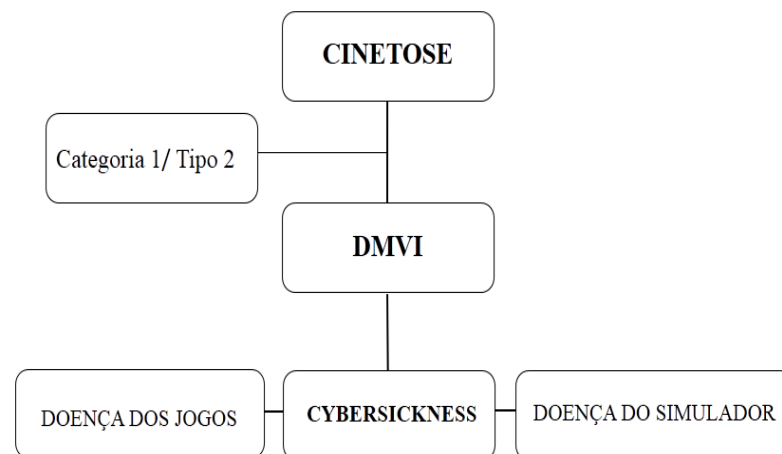 CINETOSE
Categoria 1/ Tipo 2
DMVI
DOENÇA DOS JOGOS
CYBERSICKNESS
DOENÇA DO SIMULADOR